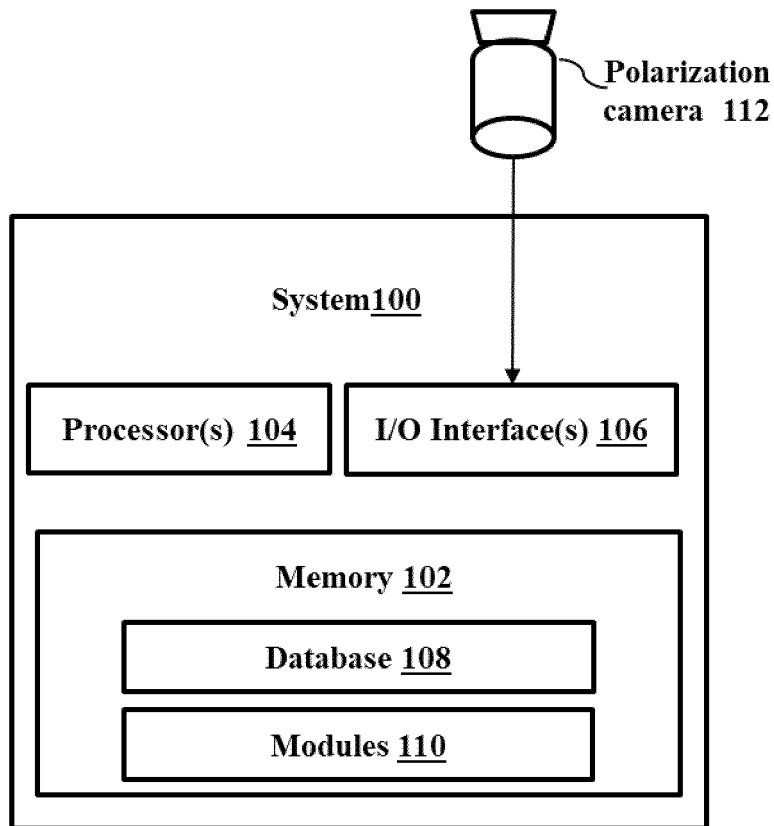 Polarization
camera 112
System100
Processor(s) 104
I/O Interface(s) 106
Memory 102
Database 108
Modules 110